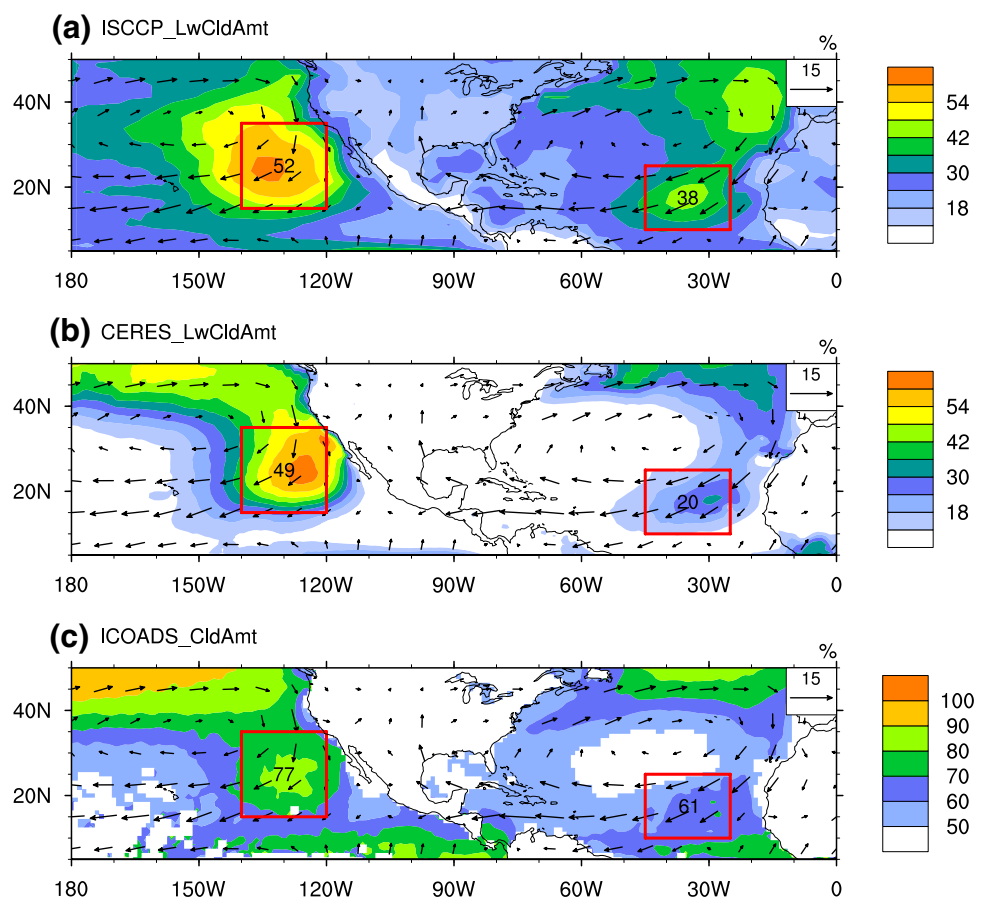 (a) ISCCP_LwCldAmt
%
15
40N
20N
52
38
54
42
30
18
180 150W 120W 90W 60W 30W 0
(b) CERES_LwCldAmt
%
15
40N
20N
49
20
54
42
30
18
180 150W 120W 90W 60W 30W 0
(c) ICOADS_CldAmt
%
15
40N
20N
77
61
100
90
80
70
60
50
180 150W 120W 90W 60W 30W 0